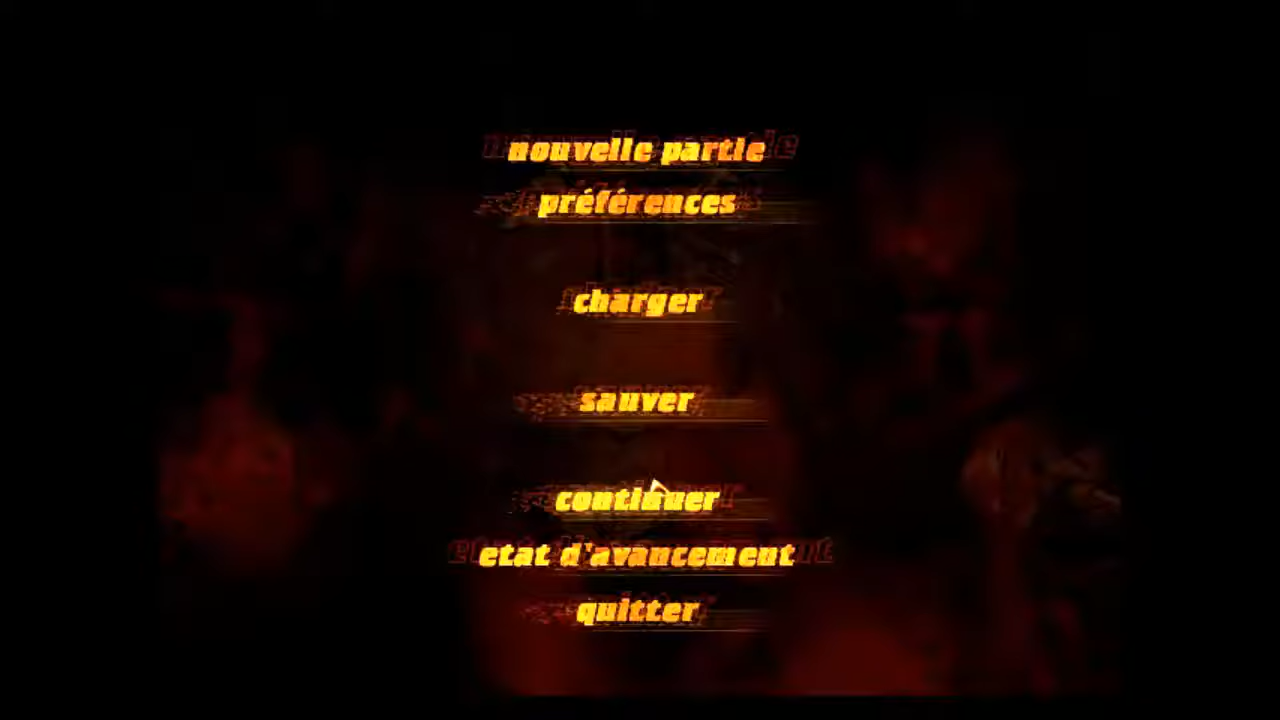 nouvelle partie
préférences
charger
sauver
continuer
etat d'avancement
quitter